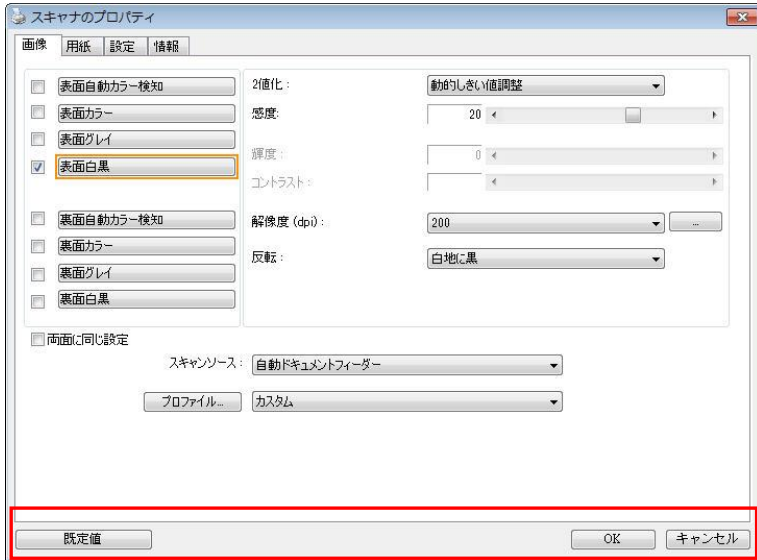 スキャナのプロパティ
画像 用紙 設定 情報
表面自動カラー検知
表面カラー
表面グレイ
表面白黒
裏面自動カラー検知
裏面カラー
裏面グレイ
裏面白黒
2値化： 動的しきい値調整
感度: 20
輝度： 0
コントラスト：
解像度 (dpi)： 200 ...
反転： 白地に黒
両面に同じ設定
スキャンソース： 自動ドキュメントフィーダー
プロファイル... カスタム
既定値 OK キャンセル